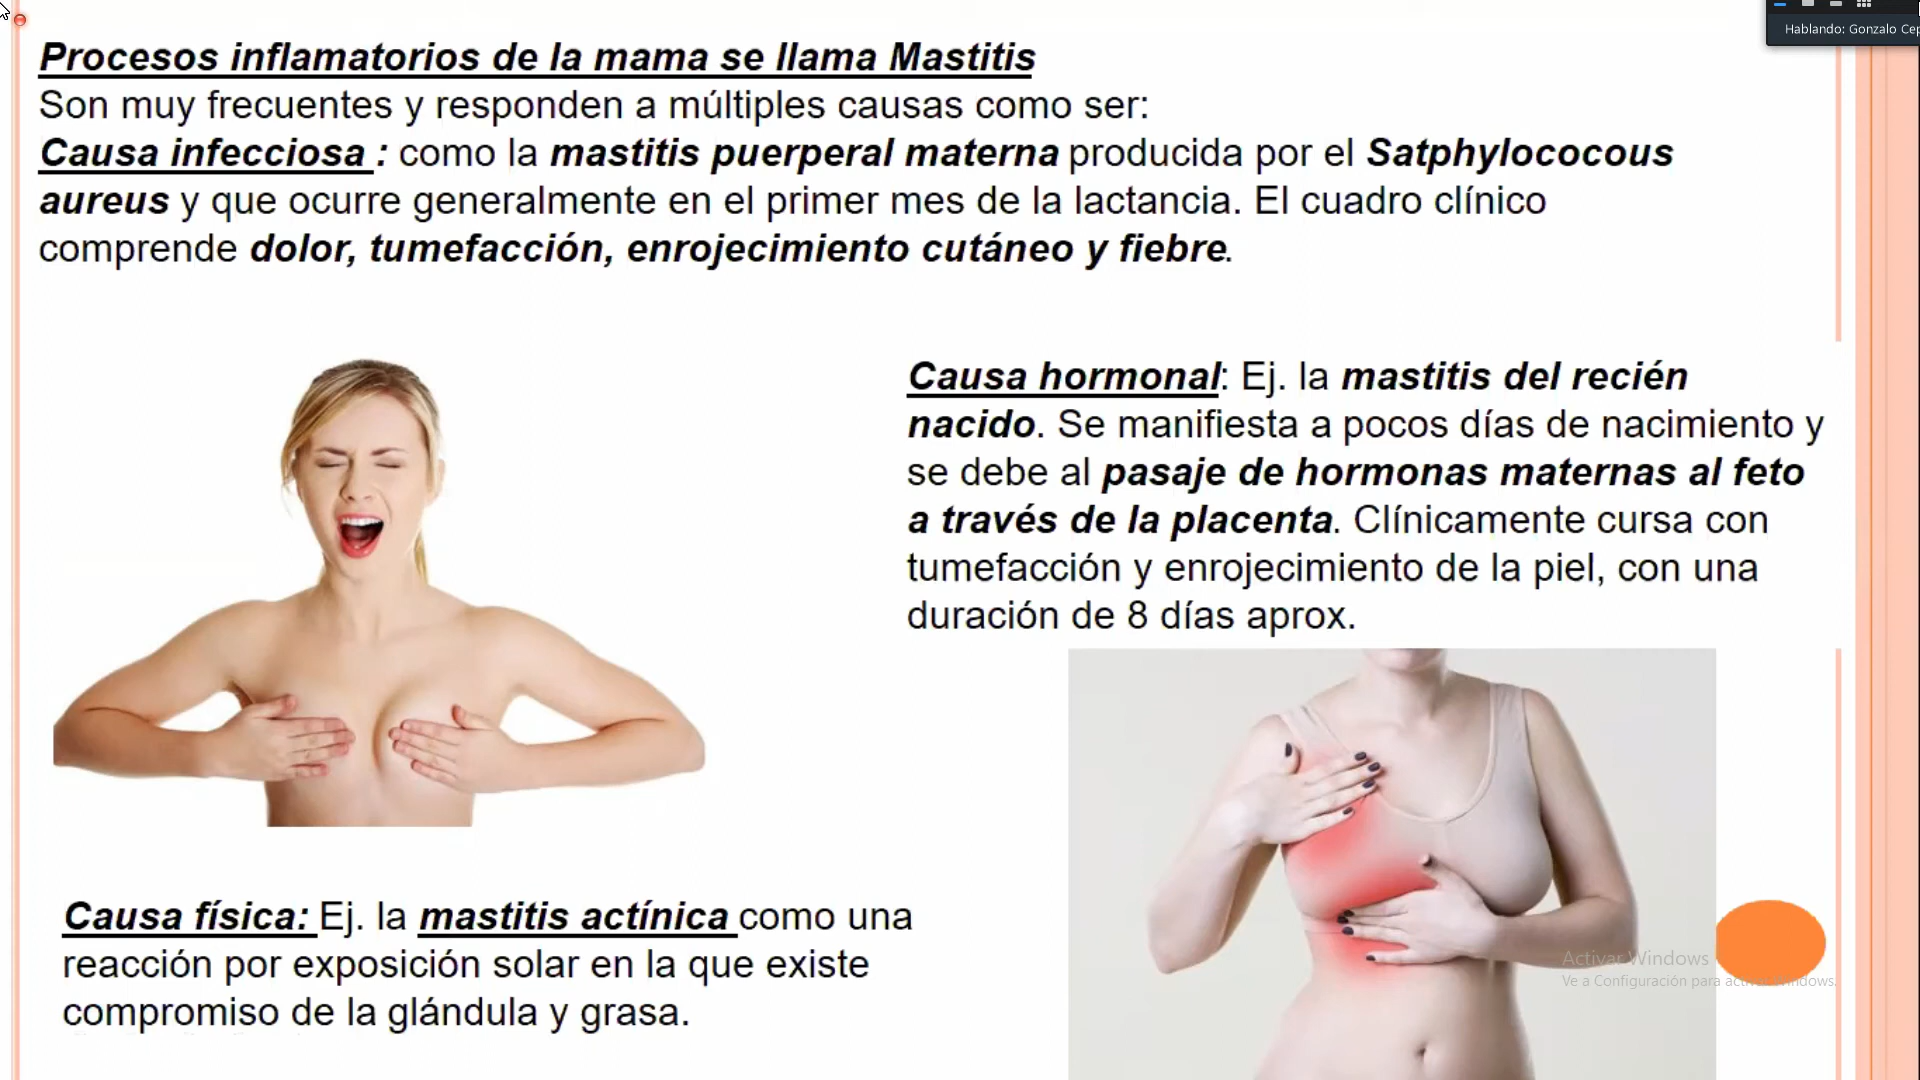 Hablando: Gonzalo Cep
Procesos inflamatorios de la mama se llama Mastitis
Son muy frecuentes y responden a múltiples causas como ser:
Causa infecciosa : como la mastitis puerperal materna producida por el Satphylococous
aureus y que ocurre generalmente en el primer mes de la lactancia. El cuadro clínico
comprende dolor, tumefacción, enrojecimiento cutáneo y fiebre.
Causa hormonal: Ej. la mastitis del recién
nacido. Se manifiesta a pocos días de nacimiento y
se debe al pasaje de hormonas maternas al feto
a través de la placenta. Clínicamente cursa con
tumefacción y enrojecimiento de la piel, con una
duración de 8 días aprox.
Causa física: Ej. la mastitis actínica como una
reacción por exposición solar en la que existe
compromiso de la glándula y grasa.
Activar Windows
Ve a Configuración para activar Windows.